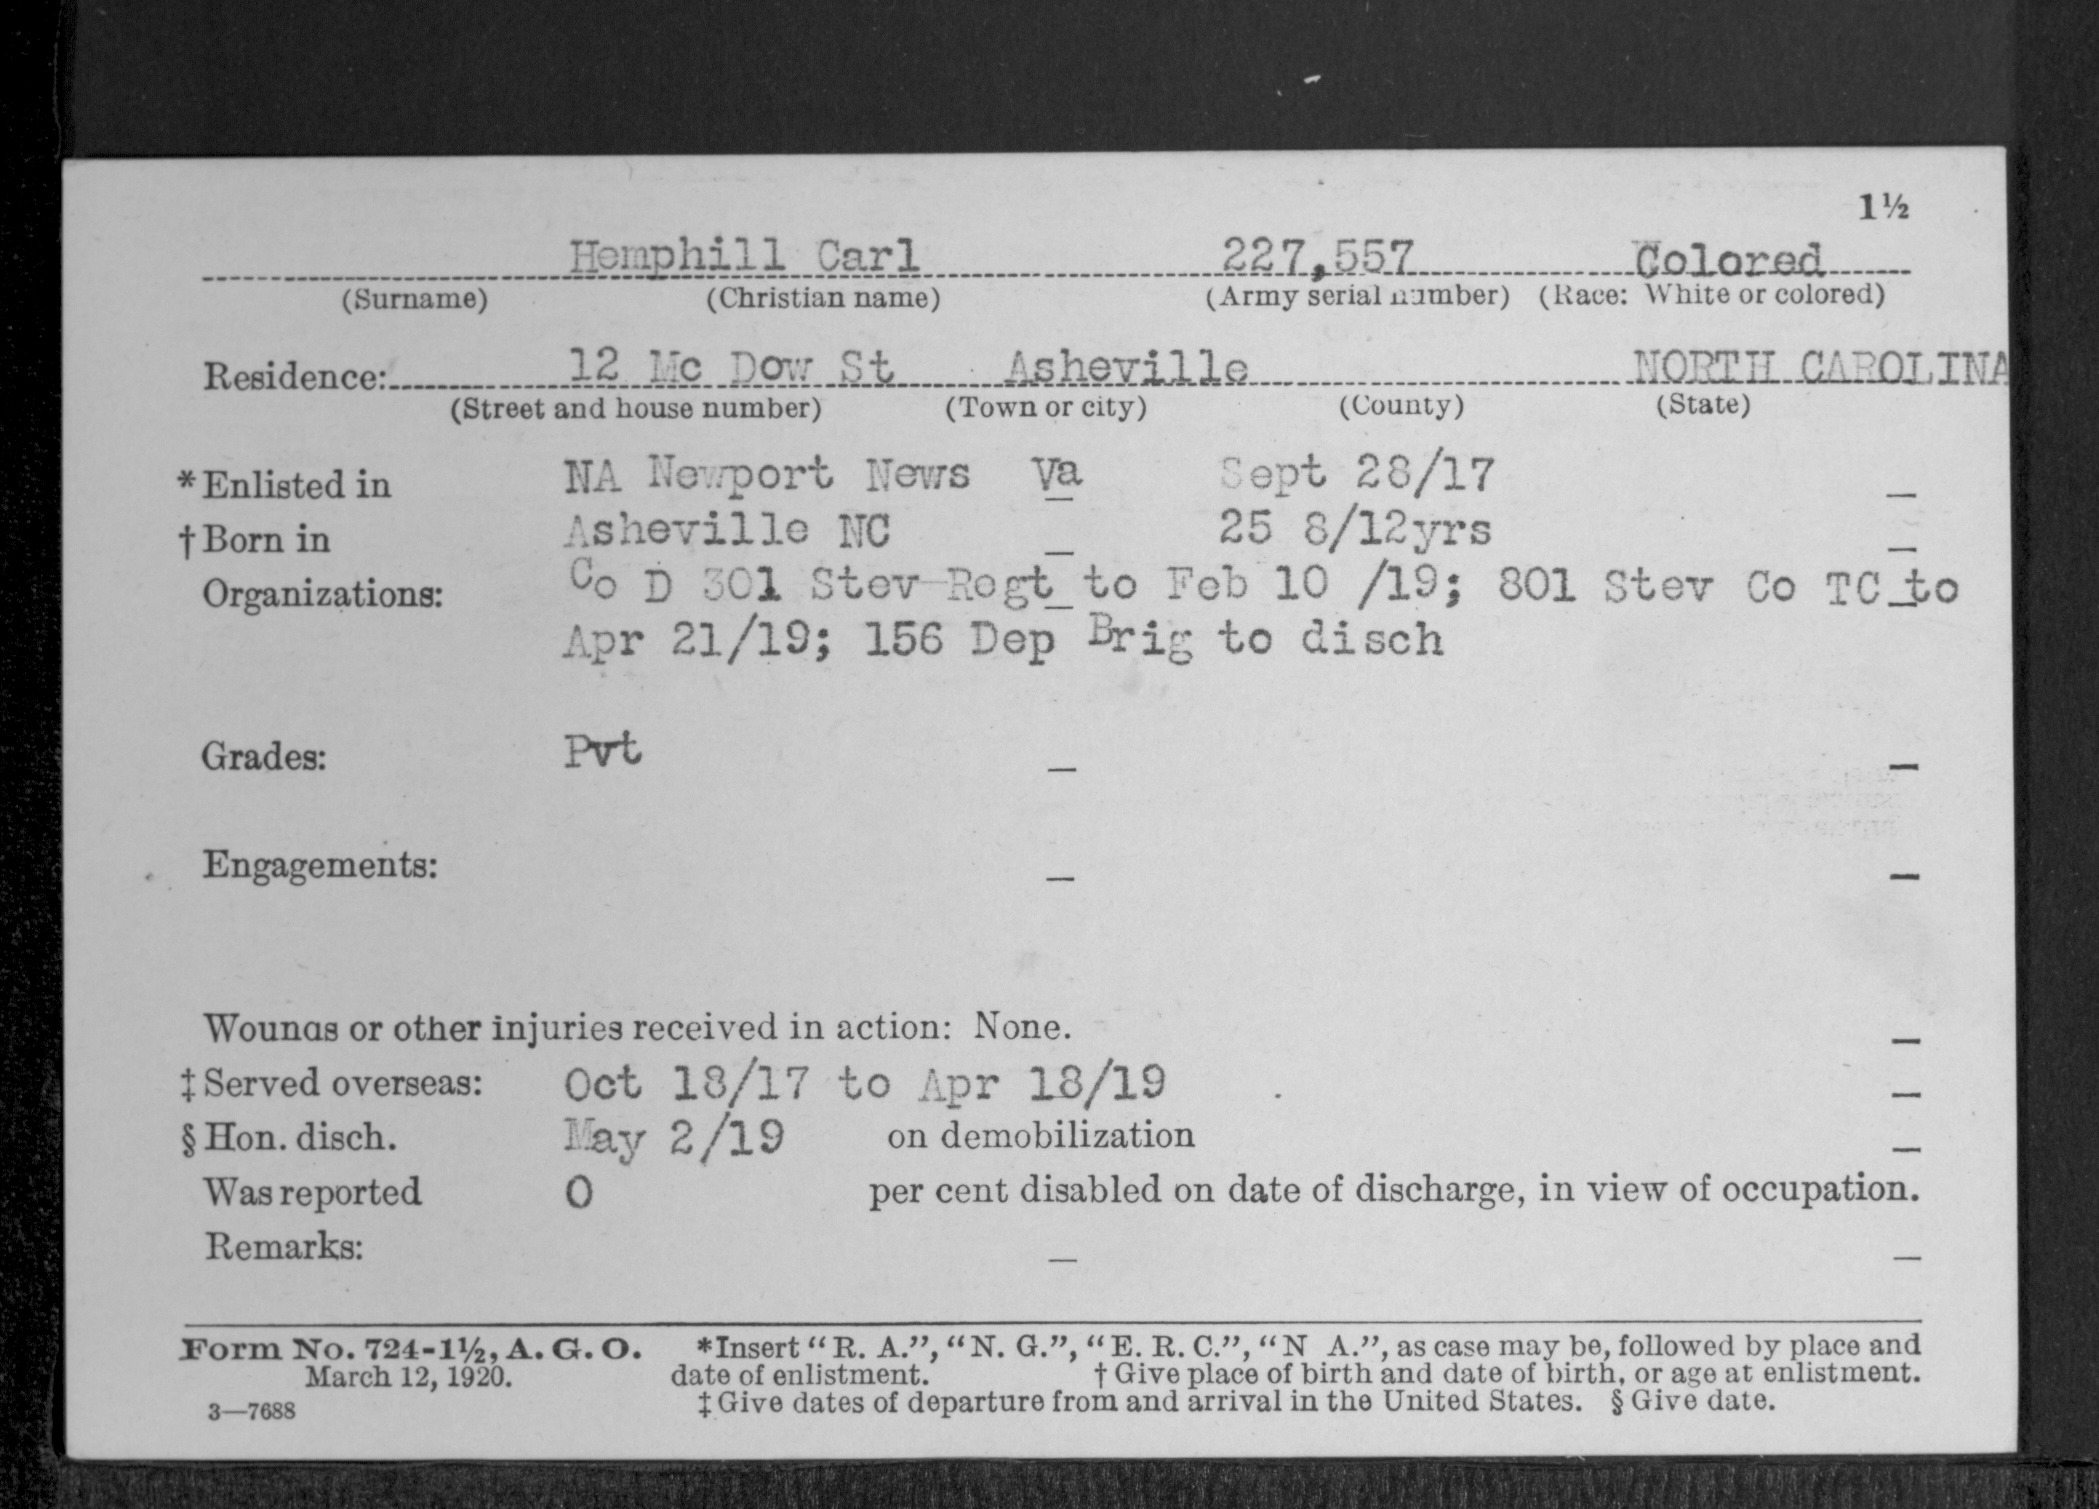 1½
Hemphill Carl 227,557 Colored
(Surname) (Christian name) (Army serial number) (Race: White or colored)
Residence: 12 Mc Dow St Asheville NORTH CAROLINA
(Street and house number) (Town or city) (County) (State)
*Enlisted in NA Newport News Va Sept 28/17
†Born in Asheville NC 25 8/12yrs
Organizations: Co D 301 Stev Regt to Feb 10 /19; 801 Stev Co TC to
Apr 21/19; 156 Dep Brig to disch
Grades: Pvt
Engagements:
Wounds or other injuries received in action: None.
‡Served overseas: Oct 18/17 to Apr 18/19
§Hon. disch. May 2/19 on demobilization
Was reported 0 per cent disabled on date of discharge, in view of occupation.
Remarks:
Form No. 724-1½, A. G. O. *Insert "R. A.", "N. G.", "E. R. C.", "N A.", as case may be, followed by place and
March 12, 1920. date of enlistment. †Give place of birth and date of birth, or age at enlistment.
3—7688 ‡Give dates of departure from and arrival in the United States. §Give date.